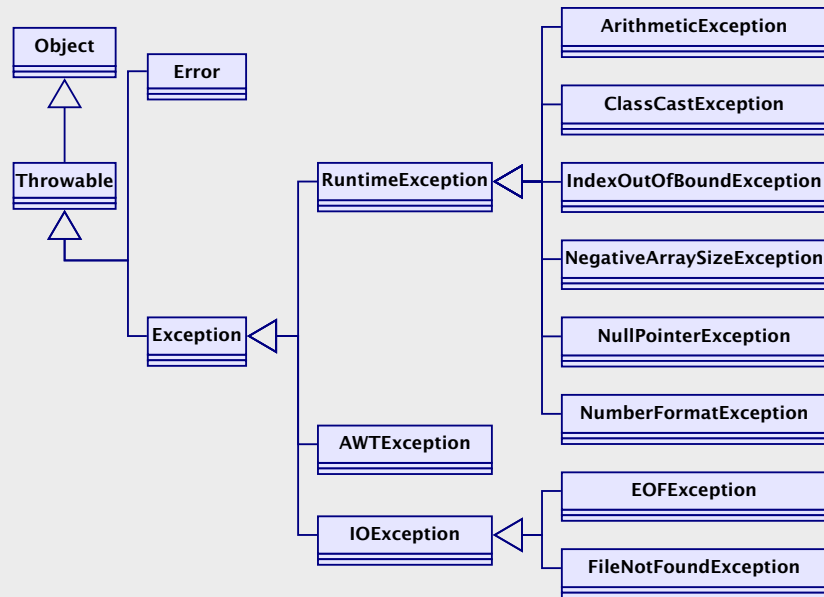 Object
Error
Throwable
Exception
RuntimeException
AWTException
IOException
ArithmeticException
ClassCastException
IndexOutOfBoundException
NegativeArraySizeException
NullPointerException
NumberFormatException
EOFException
FileNotFoundException